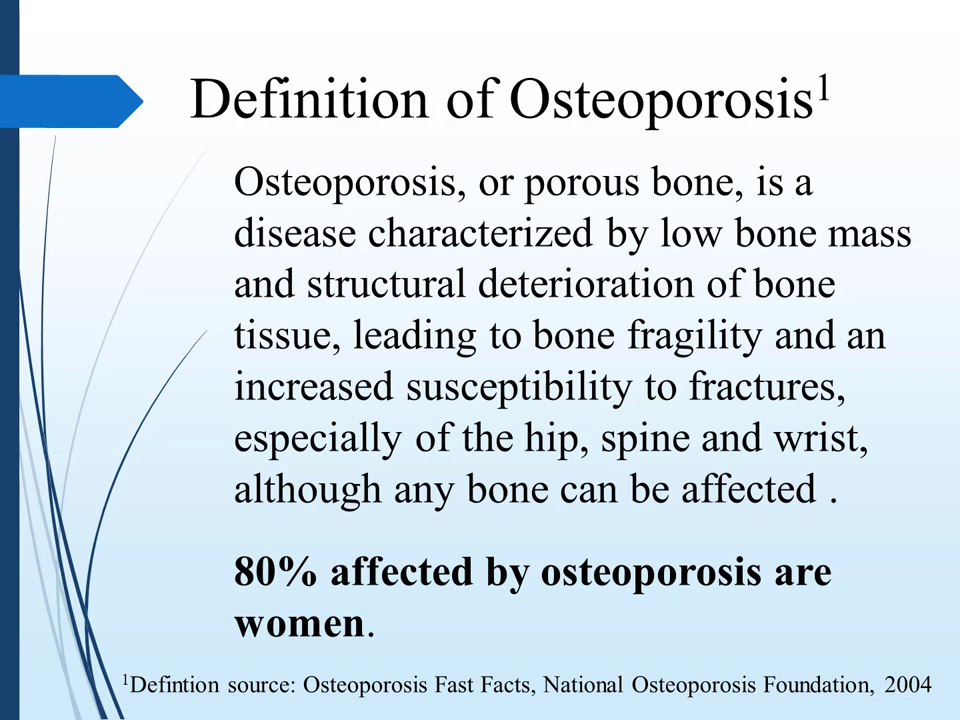 Definition of Osteoporosis¹
Osteoporosis, or porous bone, is a
disease characterized by low bone mass
and structural deterioration of bone
tissue, leading to bone fragility and an
increased susceptibility to fractures,
especially of the hip, spine and wrist,
although any bone can be affected .
80% affected by osteoporosis are
women.
¹Defintion source: Osteoporosis Fast Facts, National Osteoporosis Foundation, 2004